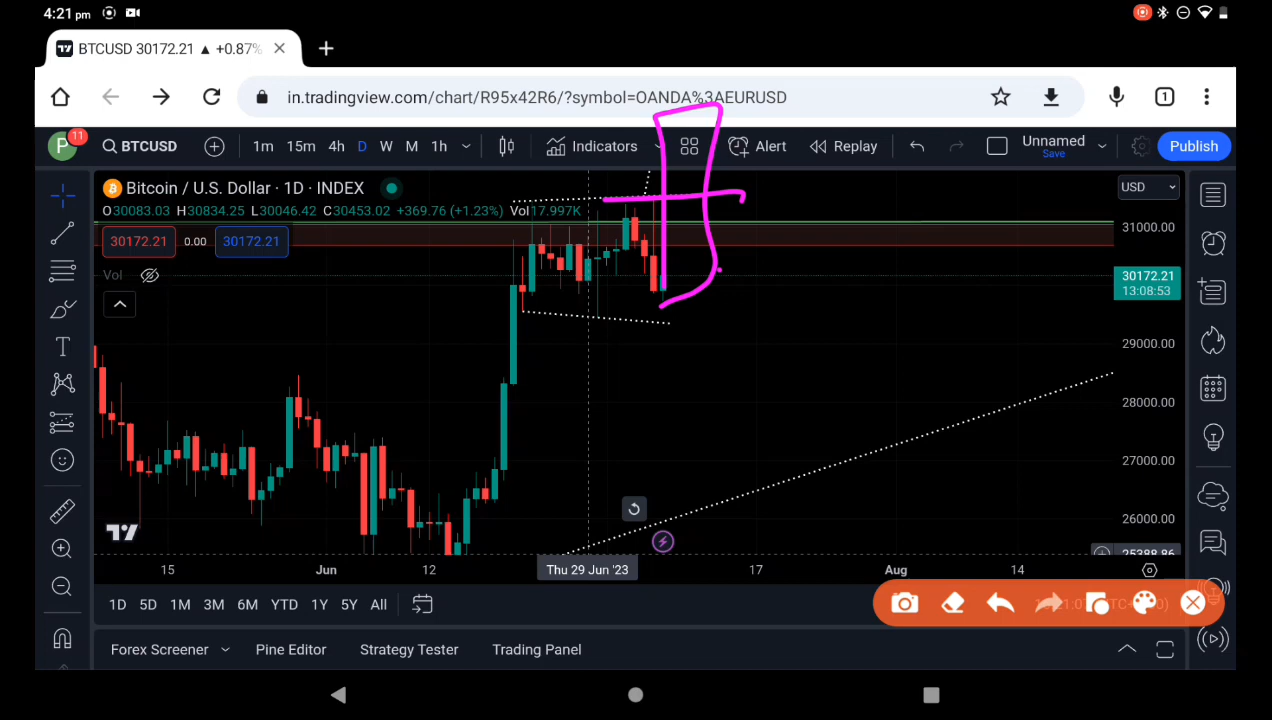 4:21 pm
BTCUSD 30172.21 ▲ +0.87%
in.tradingview.com/chart/R95x42R6/?symbol=OANDA%3AEURUSD
1
P
11
BTCUSD
1m 15m 4h D W M 1h
Indicators
Alert
Replay
Unnamed
Save
Publish
Bitcoin / U.S. Dollar · 1D · INDEX
USD
O30083.03 H30834.25 L30046.42 C30453.02 +369.76 (+1.23%) Vol17.997K
30172.21 0.00 30172.21
Vol
31000.00
30172.21
13:08:53
29000.00
28000.00
27000.00
26000.00
25388.86
15 Jun 12 Thu 29 Jun '23 17 Aug 14
1D 5D 1M 3M 6M YTD 1Y 5Y All
Forex Screener Pine Editor Strategy Tester Trading Panel